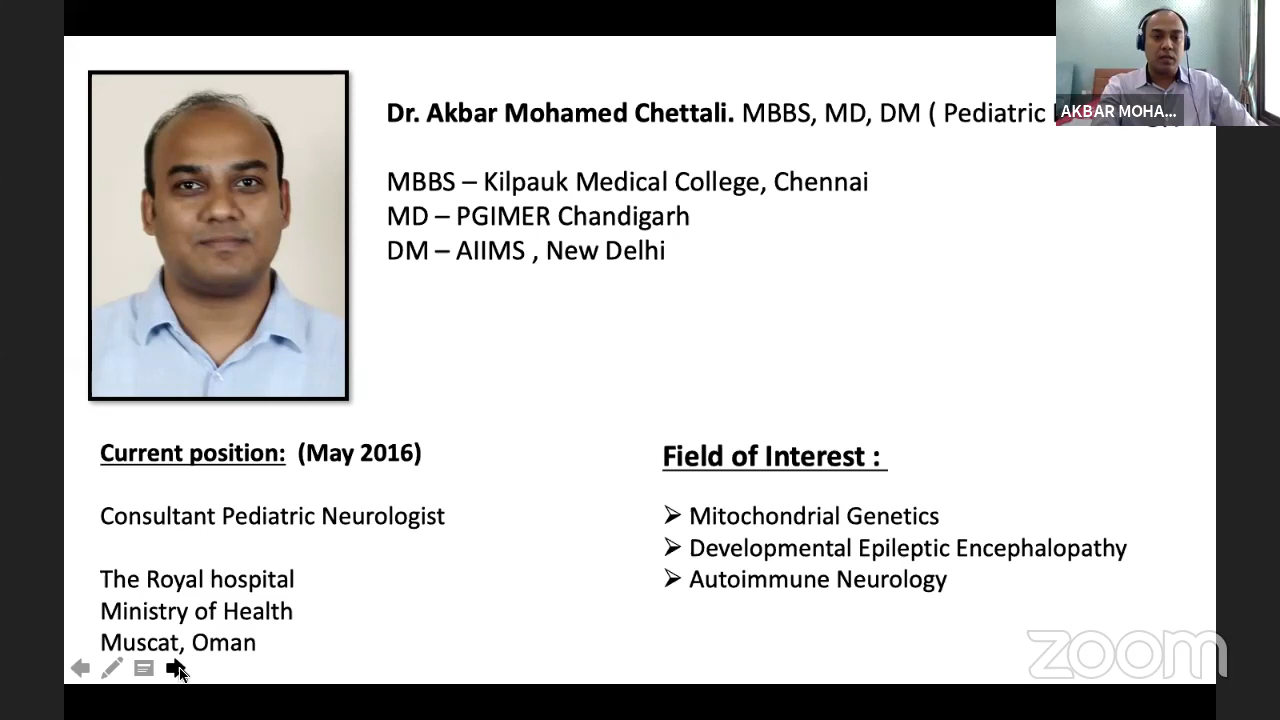 Dr. Akbar Mohamed Chettali. MBBS, MD, DM ( Pediatric
AKBAR MOHA...
MBBS – Kilpauk Medical College, Chennai
MD – PGIMER Chandigarh
DM – AIIMS , New Delhi
Current position: (May 2016)
Consultant Pediatric Neurologist
The Royal hospital
Ministry of Health
Muscat, Oman
Field of Interest :
➢ Mitochondrial Genetics
➢ Developmental Epileptic Encephalopathy
➢ Autoimmune Neurology
zoom